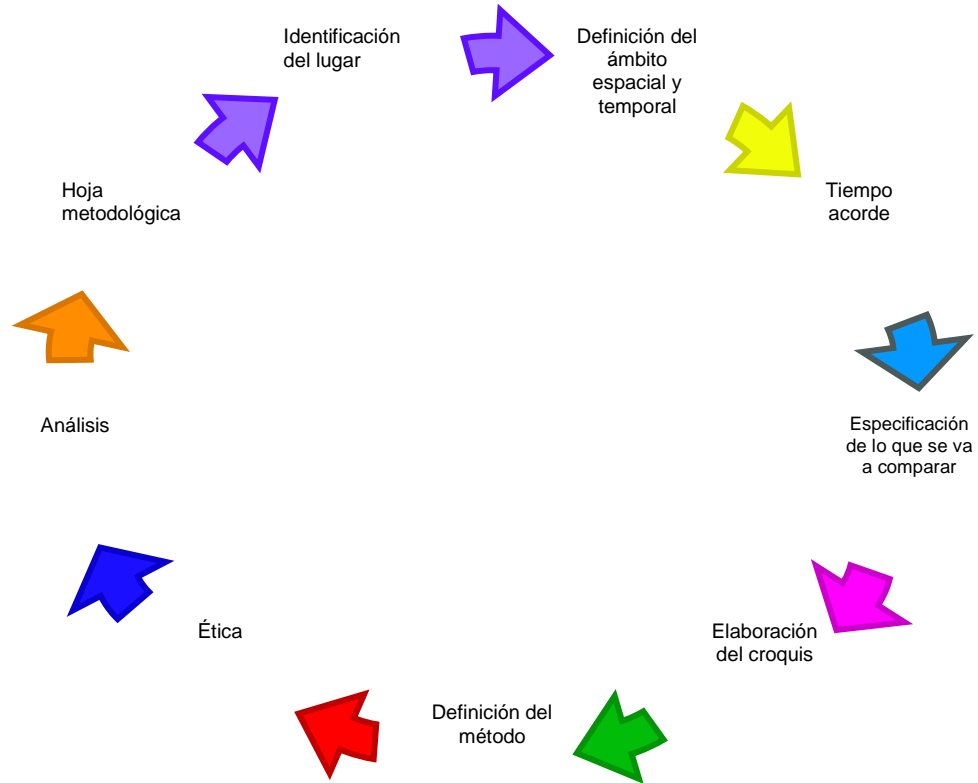 Identificación
del lugar
Definición del
ámbito
espacial y
temporal
Tiempo
acorde
Especificación
de lo que se va
a comparar
Elaboración
del croquis
Definición del
método
Ética
Análisis
Hoja
metodológica